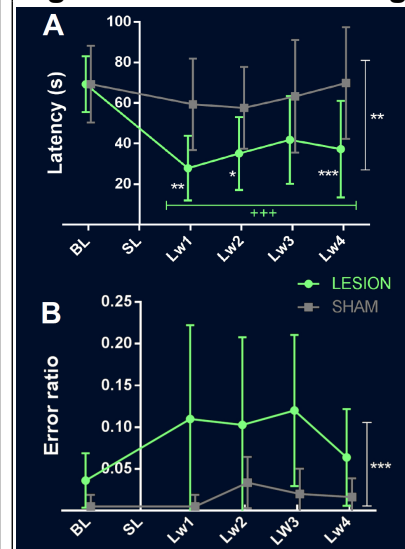 A
Latency (s)
100
80
60
40
20
**
*
***
**
+++
BL SL Lw1 Lw2 Lw3 Lw4
LESION
SHAM
B
Error ratio
0.25
0.20
0.15
0.10
0.05
***
BL SL Lw1 Lw2 LW3 Lw4